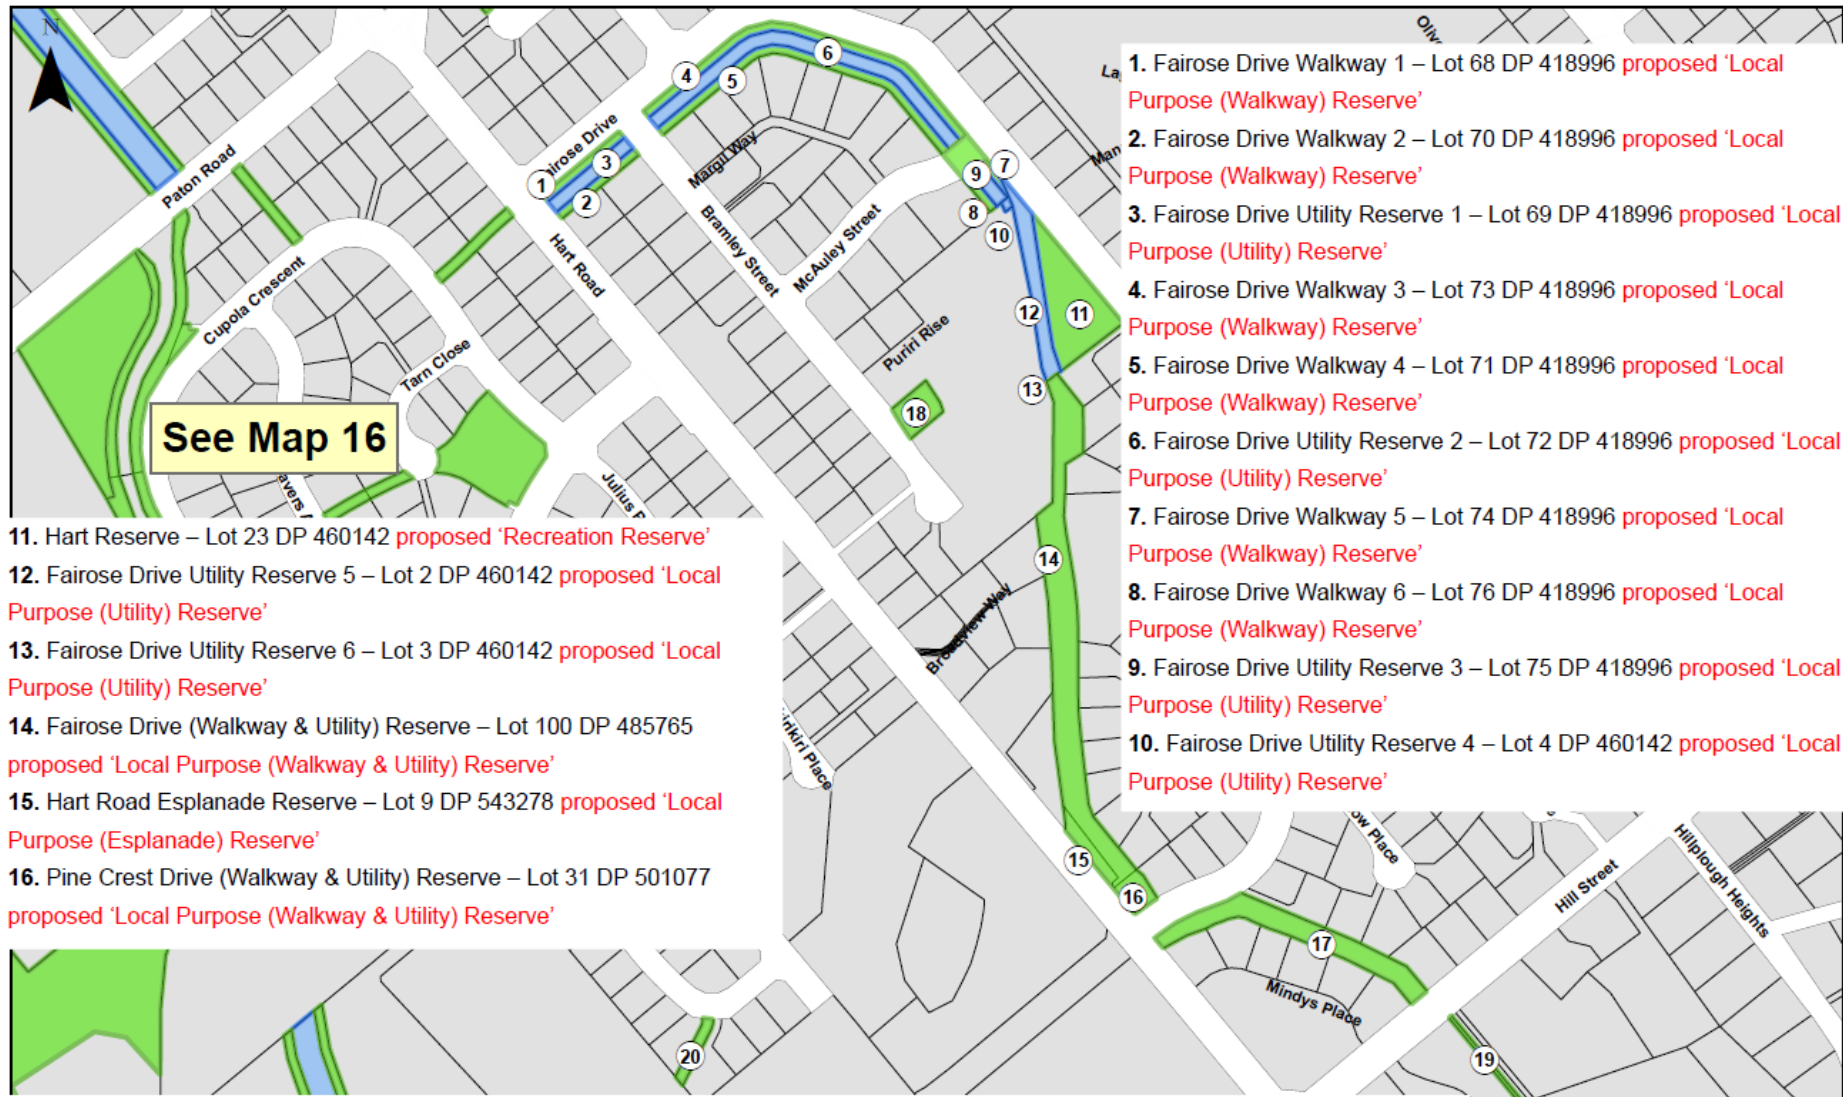 N
Paton Road
Cupola Crescent
Tarn Close
See Map 16
Hart Road
Margil Way
Bramley Street
McAuley Street
Puriri Rise
Broadview Way
Mindys Place
Hill Street
Hillplough Heights
1
2
3
4
5
6
7
8
9
10
11
12
13
14
15
16
17
18
19
20
1. Fairose Drive Walkway 1 – Lot 68 DP 418996 proposed ‘Local
Purpose (Walkway) Reserve’
2. Fairose Drive Walkway 2 – Lot 70 DP 418996 proposed ‘Local
Purpose (Walkway) Reserve’
3. Fairose Drive Utility Reserve 1 – Lot 69 DP 418996 proposed ‘Local
Purpose (Utility) Reserve’
4. Fairose Drive Walkway 3 – Lot 73 DP 418996 proposed ‘Local
Purpose (Walkway) Reserve’
5. Fairose Drive Walkway 4 – Lot 71 DP 418996 proposed ‘Local
Purpose (Walkway) Reserve’
6. Fairose Drive Utility Reserve 2 – Lot 72 DP 418996 proposed ‘Local
Purpose (Utility) Reserve’
7. Fairose Drive Walkway 5 – Lot 74 DP 418996 proposed ‘Local
Purpose (Walkway) Reserve’
8. Fairose Drive Walkway 6 – Lot 76 DP 418996 proposed ‘Local
Purpose (Walkway) Reserve’
9. Fairose Drive Utility Reserve 3 – Lot 75 DP 418996 proposed ‘Local
Purpose (Utility) Reserve’
10. Fairose Drive Utility Reserve 4 – Lot 4 DP 460142 proposed ‘Local
Purpose (Utility) Reserve’
11. Hart Reserve – Lot 23 DP 460142 proposed ‘Recreation Reserve’
12. Fairose Drive Utility Reserve 5 – Lot 2 DP 460142 proposed ‘Local
Purpose (Utility) Reserve’
13. Fairose Drive Utility Reserve 6 – Lot 3 DP 460142 proposed ‘Local
Purpose (Utility) Reserve’
14. Fairose Drive (Walkway & Utility) Reserve – Lot 100 DP 485765
proposed ‘Local Purpose (Walkway & Utility) Reserve’
15. Hart Road Esplanade Reserve – Lot 9 DP 543278 proposed ‘Local
Purpose (Esplanade) Reserve’
16. Pine Crest Drive (Walkway & Utility) Reserve – Lot 31 DP 501077
proposed ‘Local Purpose (Walkway & Utility) Reserve’